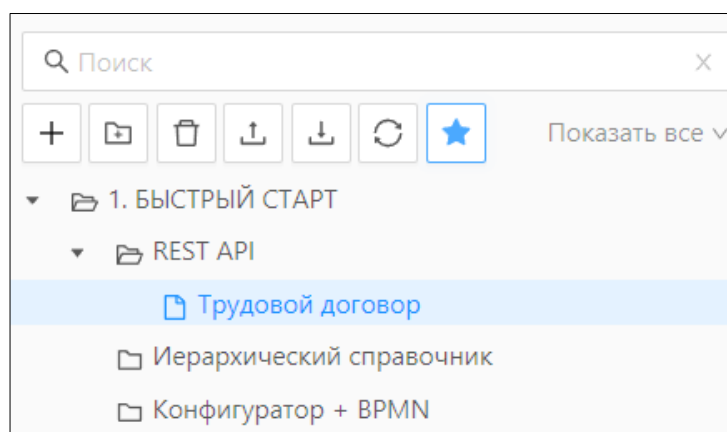 Поиск
Показать все
1. БЫСТРЫЙ СТАРТ
REST API
Трудовой договор
Иерархический справочник
Конфигуратор + BPMN